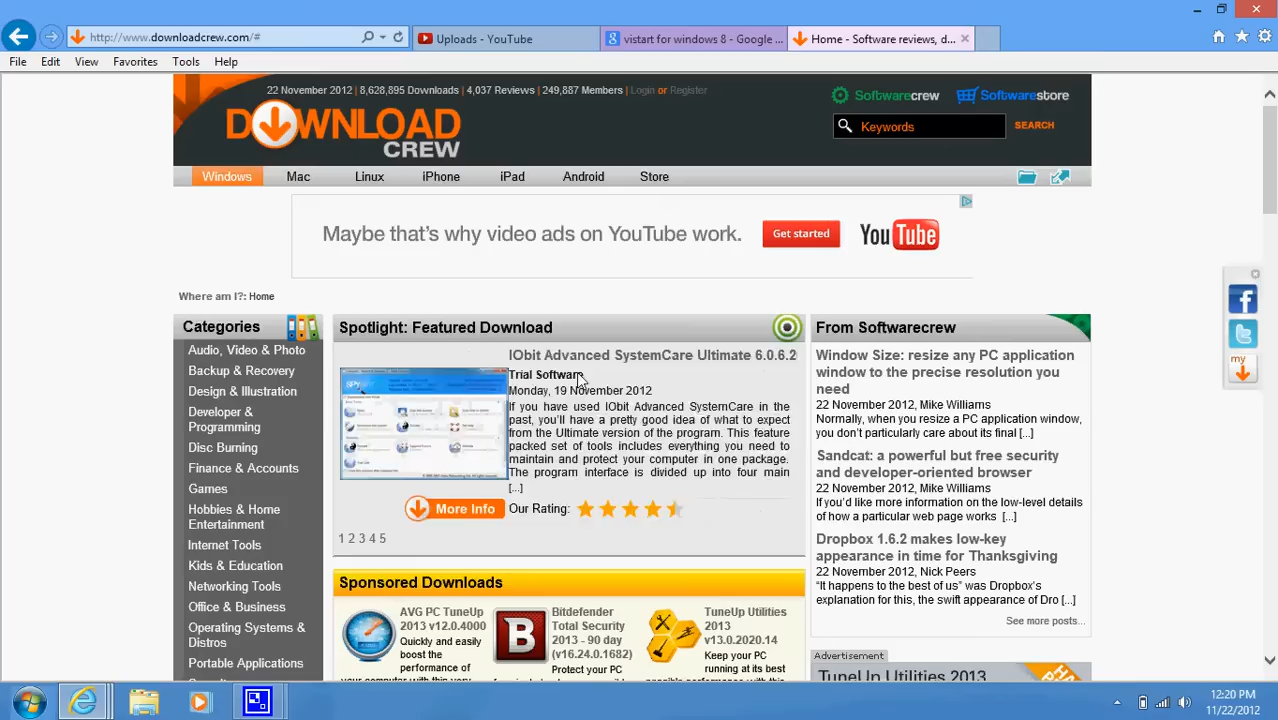 http://www.downloadcrew.com/#
Uploads - YouTube
vistart for windows 8 - Google ...
Home - Software reviews, d...
File Edit View Favorites Tools Help
22 November 2012 | 8,628,895 Downloads | 4,037 Reviews | 249,887 Members | Login or Register
Softwarecrew
Softwarestore
DOWNLOAD
CREW
Keywords
SEARCH
Windows Mac Linux iPhone iPad Android Store
Maybe that's why video ads on YouTube work.
Get started
YouTube
Where am I?: Home
Categories
Audio, Video & Photo
Backup & Recovery
Design & Illustration
Developer &
Programming
Disc Burning
Finance & Accounts
Games
Hobbies & Home
Entertainment
Internet Tools
Kids & Education
Networking Tools
Office & Business
Operating Systems &
Distros
Portable Applications
Spotlight: Featured Download
IObit Advanced SystemCare Ultimate 6.0.6.2
Trial Software
Monday, 19 November 2012
If you have used IObit Advanced SystemCare in the
past, you'll have a pretty good idea of what to expect
from the Ultimate version of the program. This feature
packed set of tools includes everything you need to
maintain and protect your computer in one package.
The program interface is divided up into four main
[...]
More Info
Our Rating:
1 2 3 4 5
Sponsored Downloads
AVG PC TuneUp
2013 v12.0.4000
Quickly and easily
boost the
performance of
B
Bitdefender
Total Security
2013 - 90 day
(v16.24.0.1682)
Protect your PC
TuneUp Utilities
2013
v13.0.2020.14
Keep your PC
running at its best
From Softwarecrew
Window Size: resize any PC application
window to the precise resolution you
need
22 November 2012, Mike Williams
Normally, when you resize a PC application window,
you don't particularly care about its final [...]
Sandcat: a powerful but free security
and developer-oriented browser
22 November 2012, Mike Williams
If you'd like more information on the low-level details
of how a particular web page works [...]
Dropbox 1.6.2 makes low-key
appearance in time for Thanksgiving
22 November 2012, Nick Peers
"It happens to the best of us" was Dropbox's
explanation for this, the swift appearance of Dro [...]
See more posts...
Advertisement
TuneUp Utilities 2013
my
12:20 PM
11/22/2012